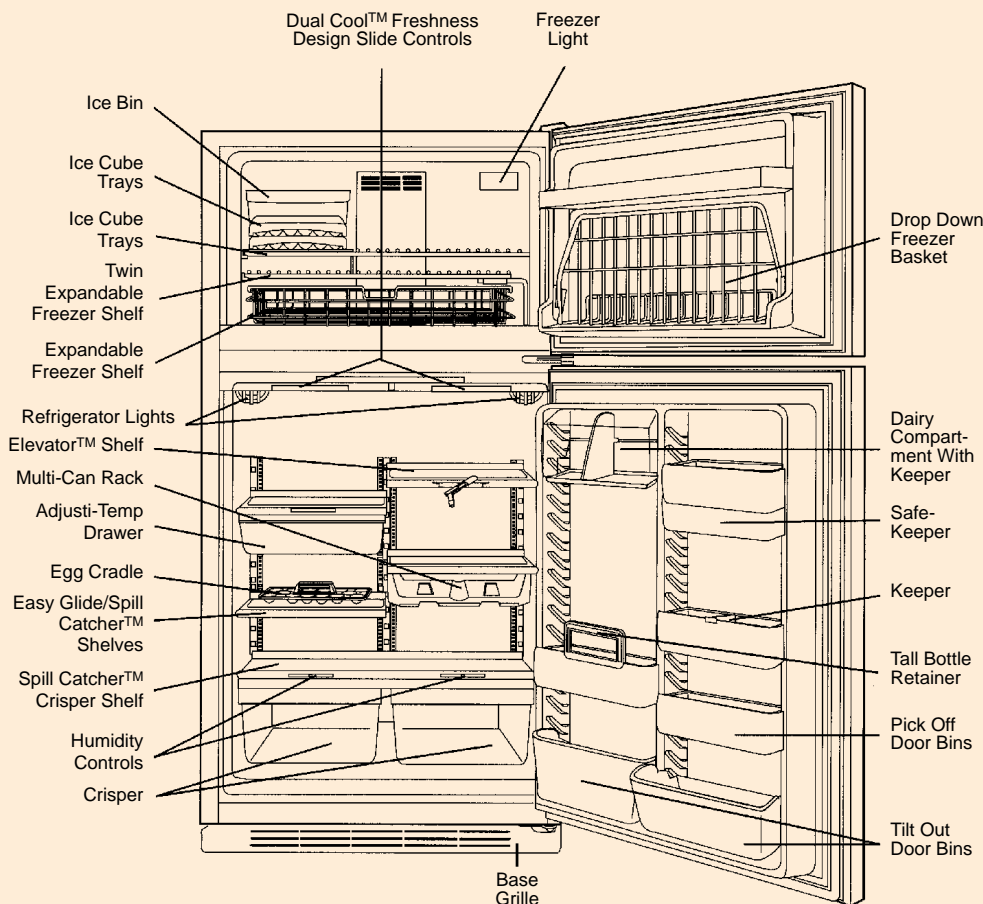 Dual Cool™ Freshness
Design Slide Controls
Freezer
Light
Ice Bin
Ice Cube
Trays
Ice Cube
Trays
Twin
Expandable
Freezer Shelf
Expandable
Freezer Shelf
Refrigerator Lights
Elevator™ Shelf
Multi-Can Rack
Adjusti-Temp
Drawer
Egg Cradle
Easy Glide/Spill
Catcher™
Shelves
Spill Catcher™
Crisper Shelf
Humidity
Controls
Crisper
Base
Grille
Drop Down
Freezer
Basket
Dairy
Compart-
ment With
Keeper
Safe-
Keeper
Keeper
Tall Bottle
Retainer
Pick Off
Door Bins
Tilt Out
Door Bins